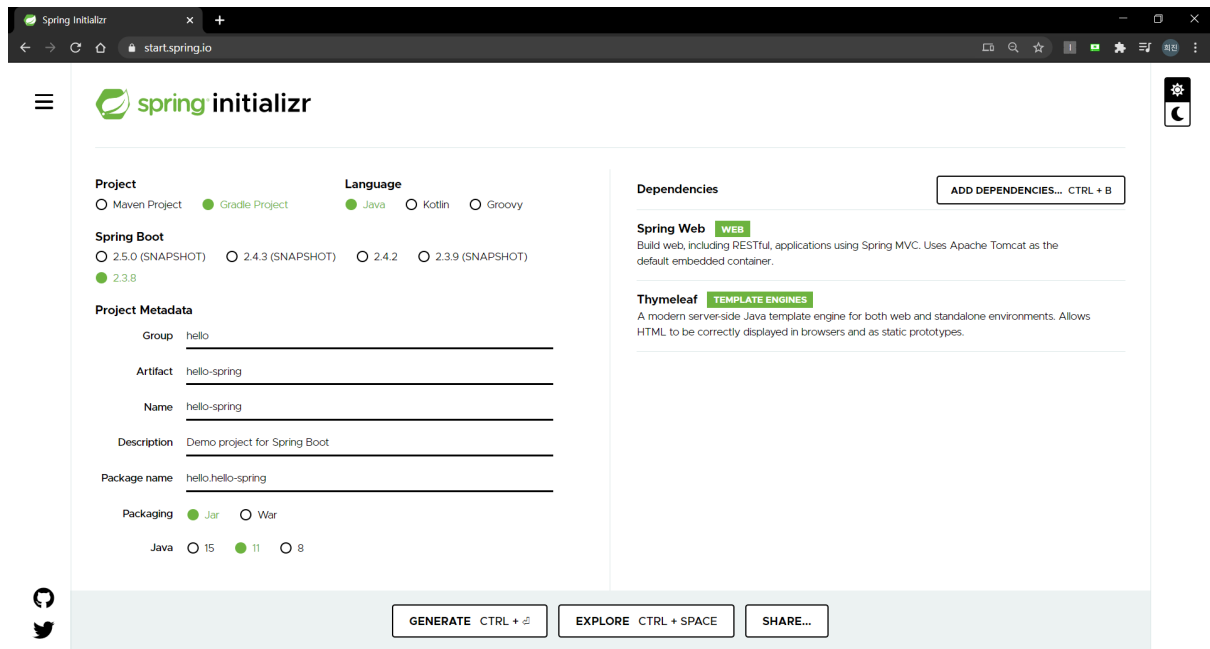 Spring Initializr
start.spring.io
희진
spring initializr
Project
Maven Project Gradle Project
Language
Java Kotlin Groovy
Spring Boot
2.5.0 (SNAPSHOT) 2.4.3 (SNAPSHOT) 2.4.2 2.3.9 (SNAPSHOT)
2.3.8
Project Metadata
Group hello
Artifact hello-spring
Name hello-spring
Description Demo project for Spring Boot
Package name hello.hello-spring
Packaging Jar War
Java 15 11 8
Dependencies
ADD DEPENDENCIES... CTRL + B
Spring Web WEB
Build web, including RESTful, applications using Spring MVC. Uses Apache Tomcat as the
default embedded container.
Thymeleaf TEMPLATE ENGINES
A modern server-side Java template engine for both web and standalone environments. Allows
HTML to be correctly displayed in browsers and as static prototypes.
GENERATE CTRL + ⏎ EXPLORE CTRL + SPACE SHARE...